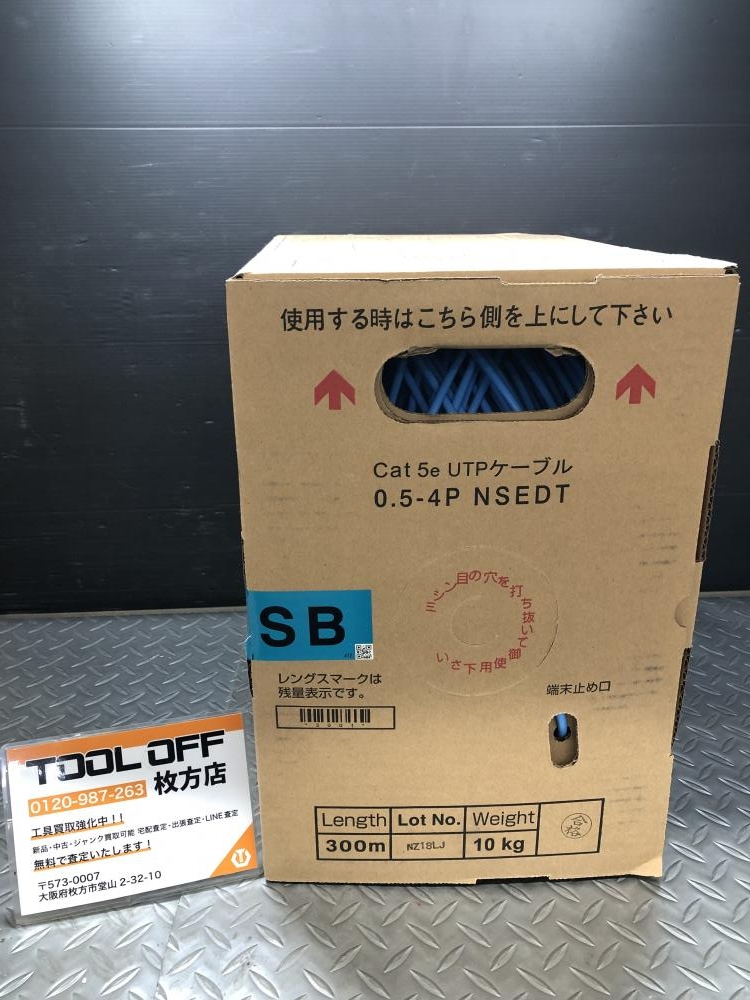 使用する時はこちら側を上にして下さい
Cat 5e UTPケーブル
0.5-4P NSEDT
ミシン目の穴を打ち抜いて御使用下さい
SB
レングスマークは
残量表示です。
端末止め口
Length Lot No. Weight
300m NZ18LJ 10 kg
合格
TOOL OFF
0120-987-263 枚方店
工具買取強化中!!
新品・中古・ジャンク買取可能 宅配査定・出張査定・LINE査定
無料で査定いたします!
〒573-0007
大阪府枚方市堂山 2-32-10